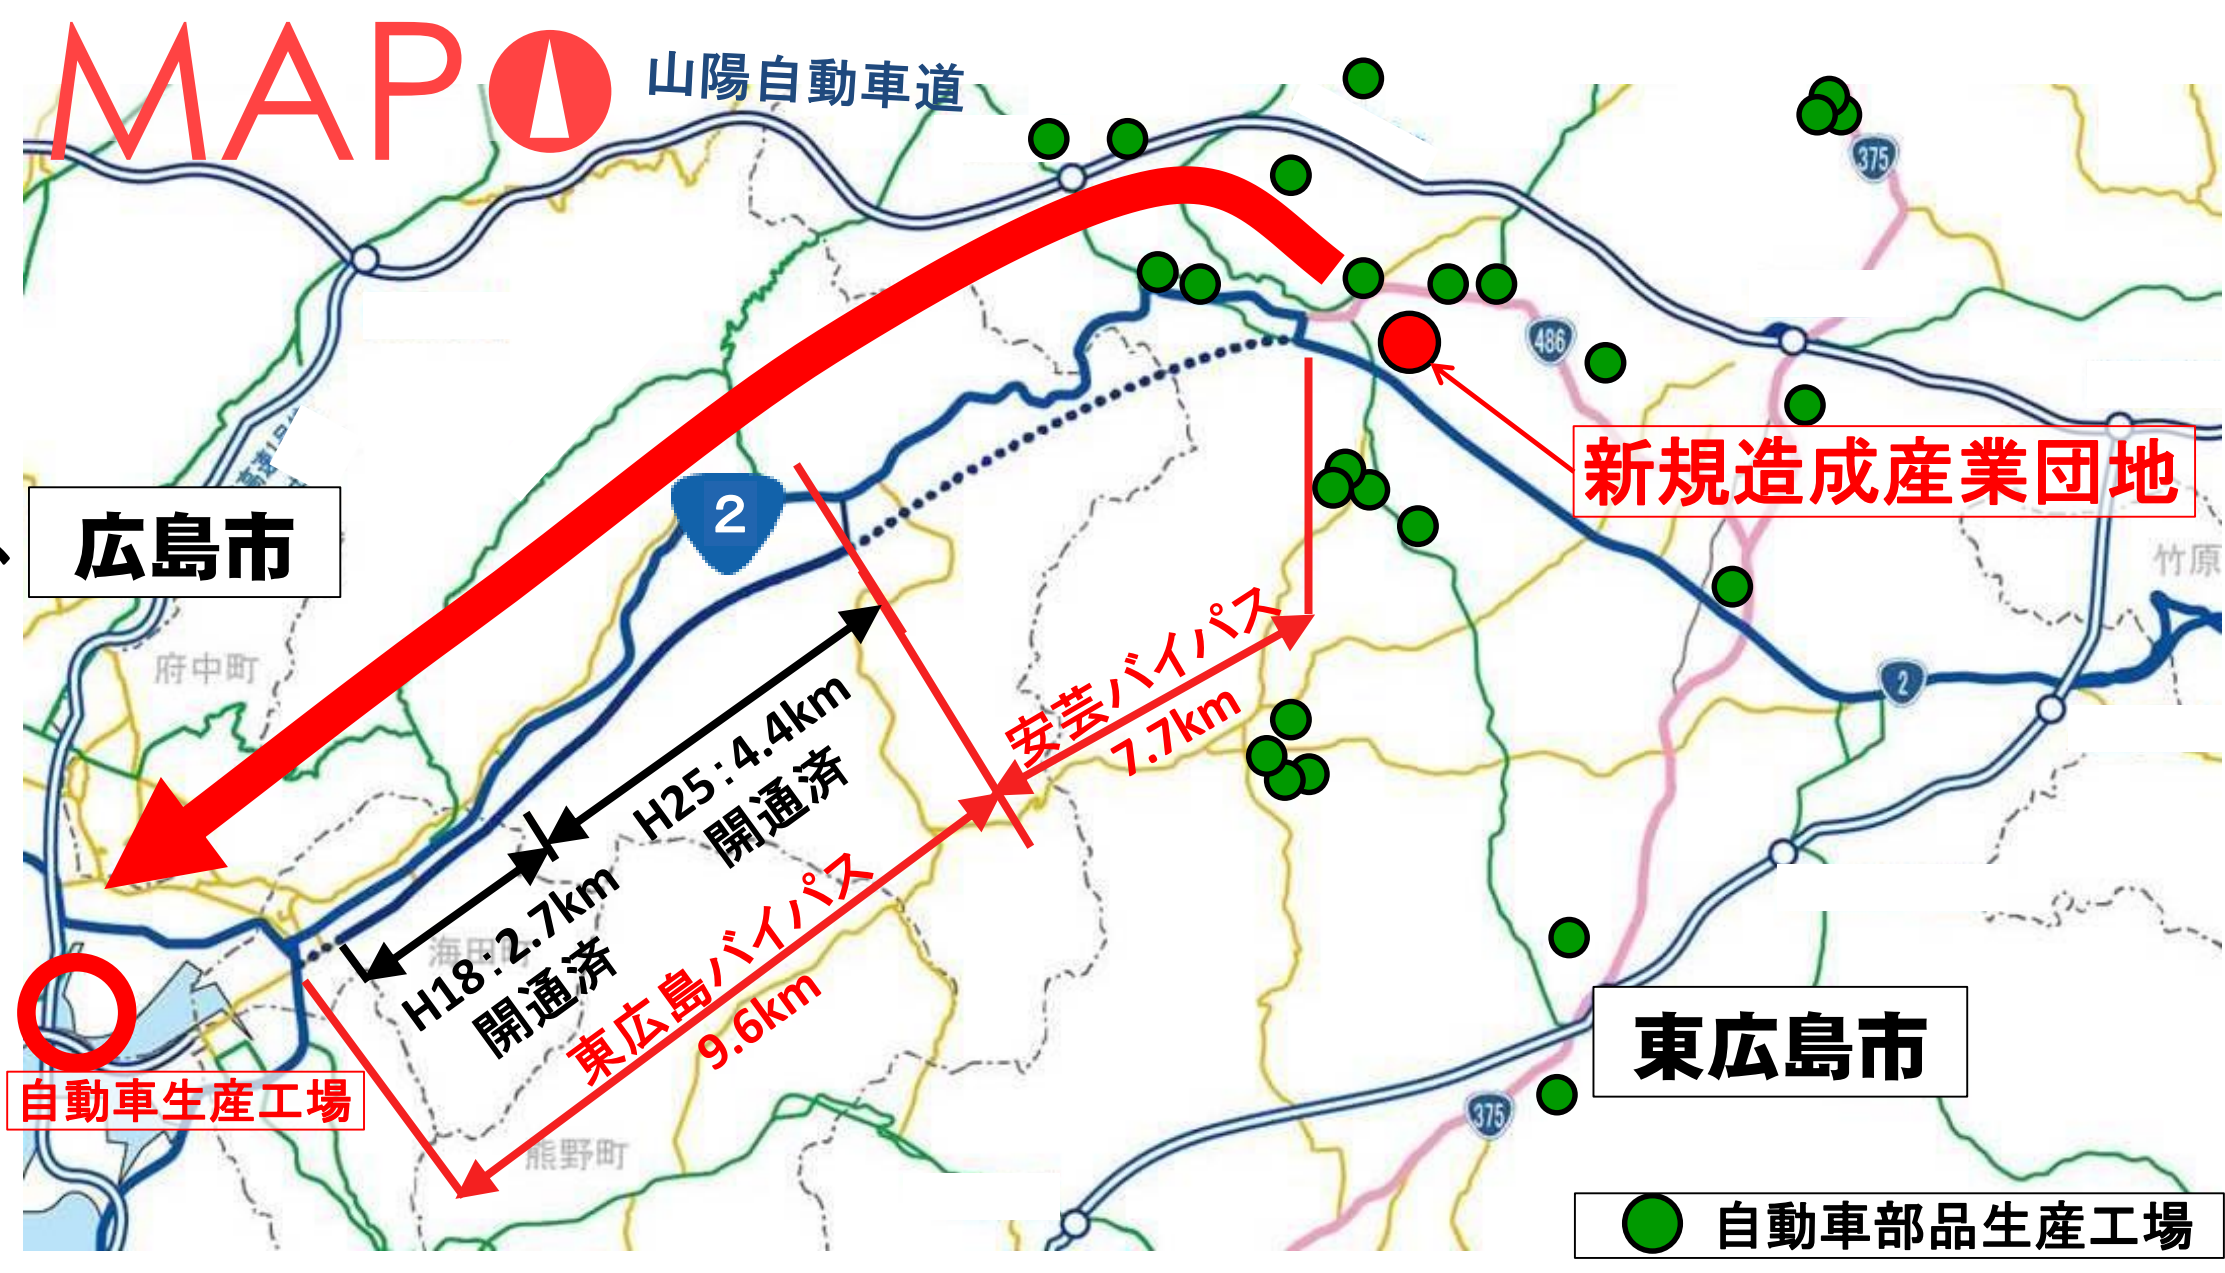 MAP
山陽自動車道
375
486
新規造成産業団地
広島市
2
竹原
府中町
安芸バイパス
7.7km
2
H25:4.4km
開通済
H18:2.7km
開通済
海田町
東広島バイパス
9.6km
自動車生産工場
東広島市
375
熊野町
自動車部品生産工場